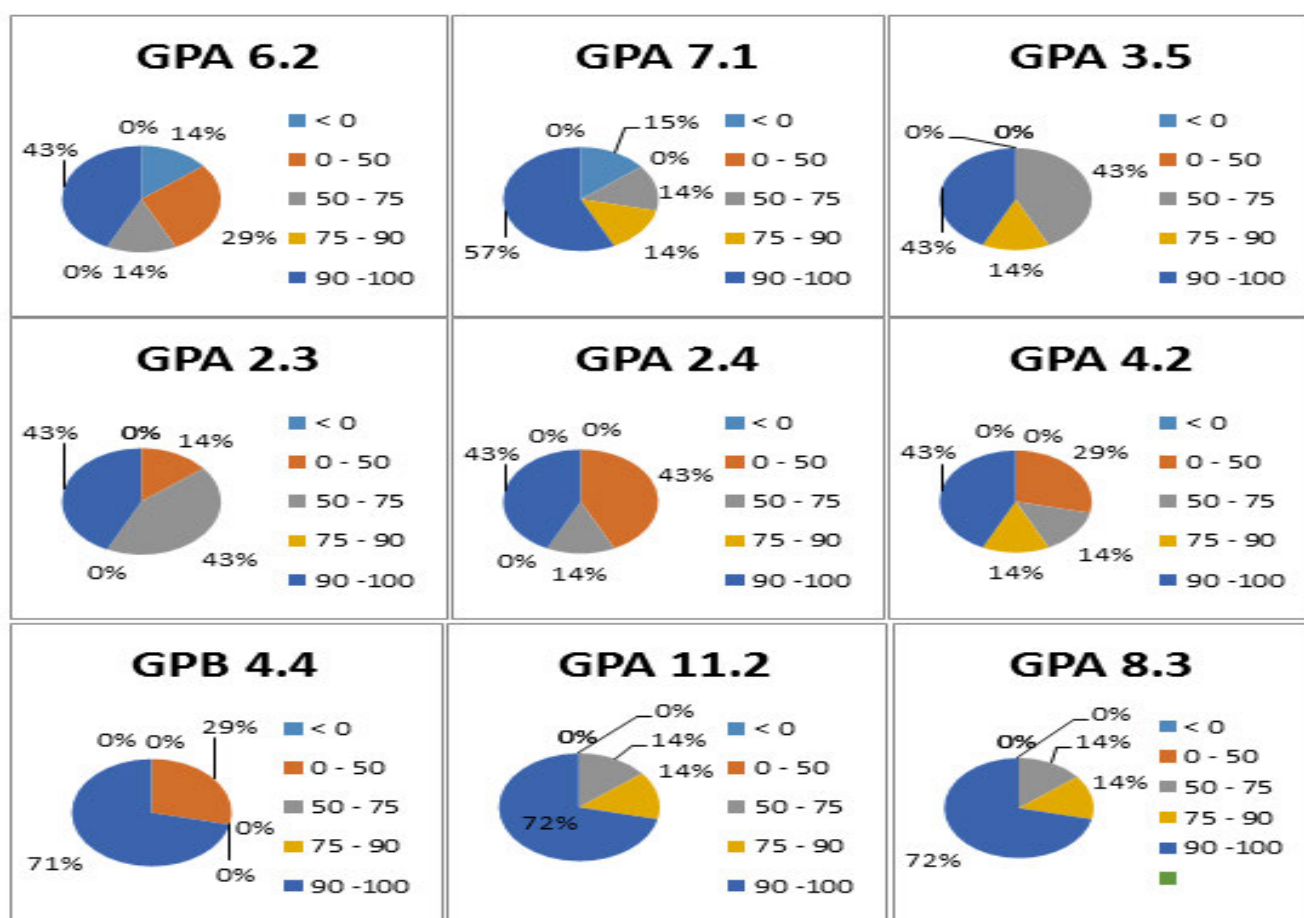 GPA 6.2
0% 14%
43%
29%
0% 14%
< 0
0 - 50
50 - 75
75 - 90
90 -100
GPA 7.1
0% 15%
0%
14%
14%
57%
< 0
0 - 50
50 - 75
75 - 90
90 -100
GPA 3.5
0% 0%
43%
43%
14%
< 0
0 - 50
50 - 75
75 - 90
90 -100
GPA 2.3
43% 0% 14%
0% 43%
< 0
0 - 50
50 - 75
75 - 90
90 -100
GPA 2.4
0% 0%
43% 43%
0% 14%
< 0
0 - 50
50 - 75
75 - 90
90 -100
GPA 4.2
0% 0% 29%
43%
14%
14%
< 0
0 - 50
50 - 75
75 - 90
90 -100
GPB 4.4
0% 0% 29%
0%
71% 0%
< 0
0 - 50
50 - 75
75 - 90
90 -100
GPA 11.2
0%
0% 14%
14%
72%
< 0
0 - 50
50 - 75
75 - 90
90 -100
GPA 8.3
0%
0% 14%
14%
72%
< 0
0 - 50
50 - 75
75 - 90
90 -100